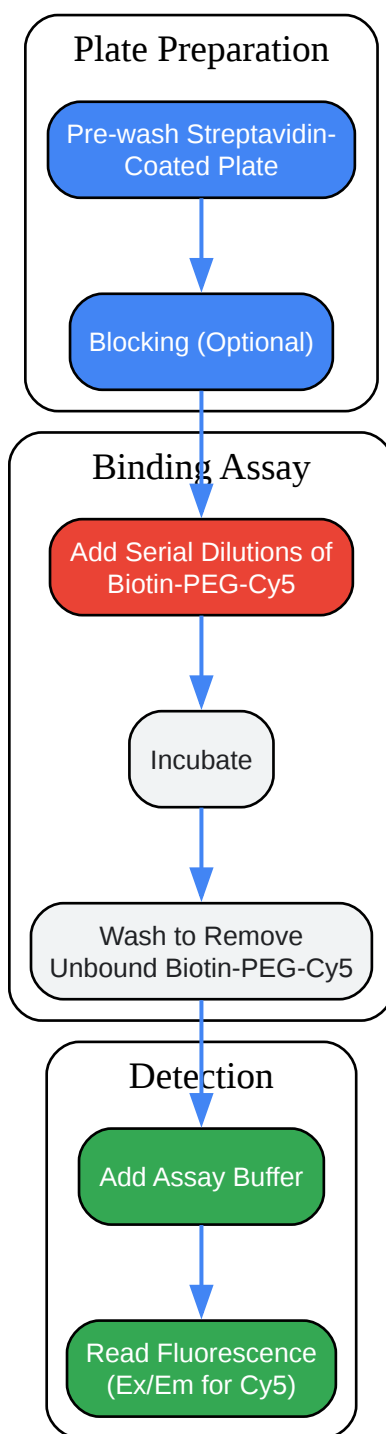 Plate Preparation
Pre-wash Streptavidin-
Coated Plate
Blocking (Optional)
Binding Assay
Add Serial Dilutions of
Biotin-PEG-Cy5
Incubate
Wash to Remove
Unbound Biotin-PEG-Cy5
Detection
Add Assay Buffer
Read Fluorescence
(Ex/Em for Cy5)